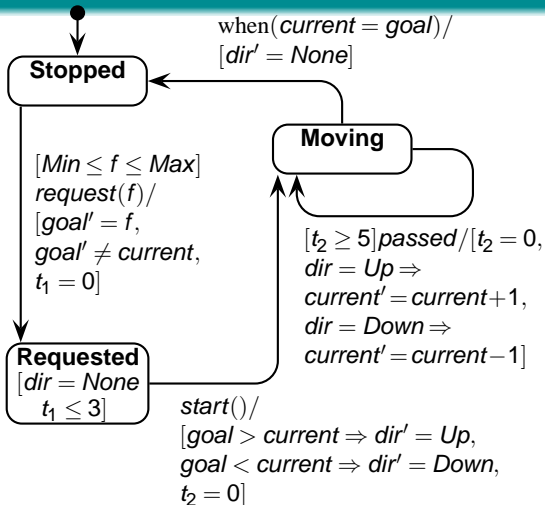 when(current = goal)/
[dir′ = None]
Stopped
Moving
[Min ≤ f ≤ Max]
request(f)/
[goal′ = f,
goal′ ≠ current,
t₁ = 0]
[t₂ ≥ 5]passed/[t₂ = 0,
dir = Up ⇒
current′ = current+1,
dir = Down ⇒
current′ = current−1]
Requested
[dir = None
t₁ ≤ 3]
start()/
[goal > current ⇒ dir′ = Up,
goal < current ⇒ dir′ = Down,
t₂ = 0]